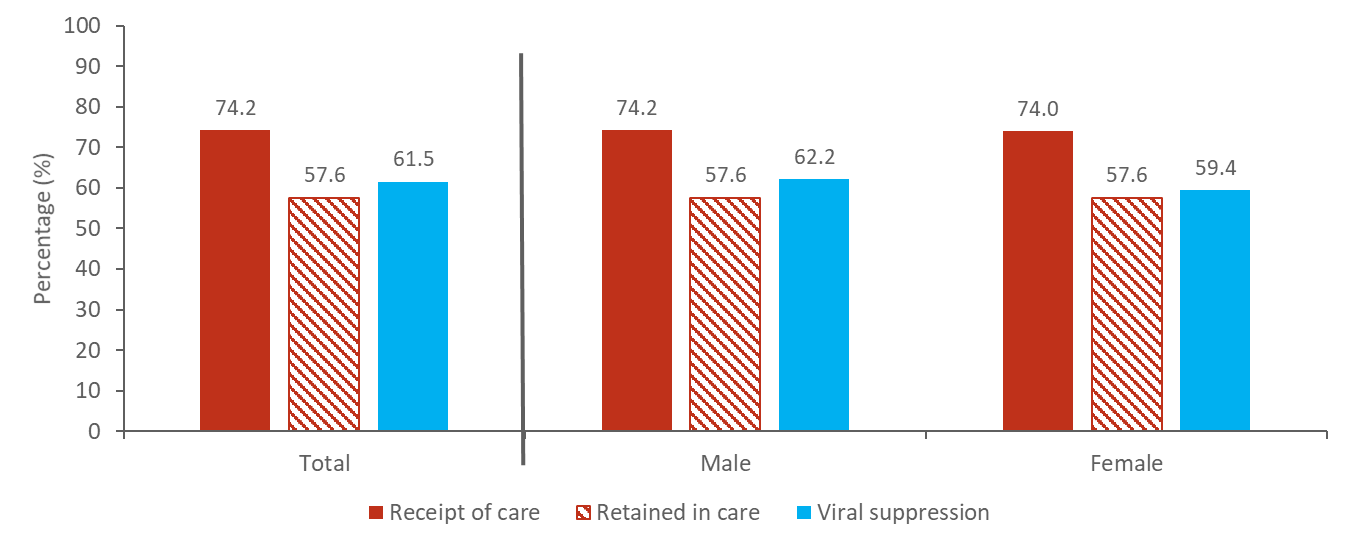 Percentage (%)
100
90
80
70
60
50
40
30
20
10
0
74.2
57.6
61.5
74.2
57.6
62.2
74.0
57.6
59.4
Total
Male
Female
Receipt of care
Retained in care
Viral suppression